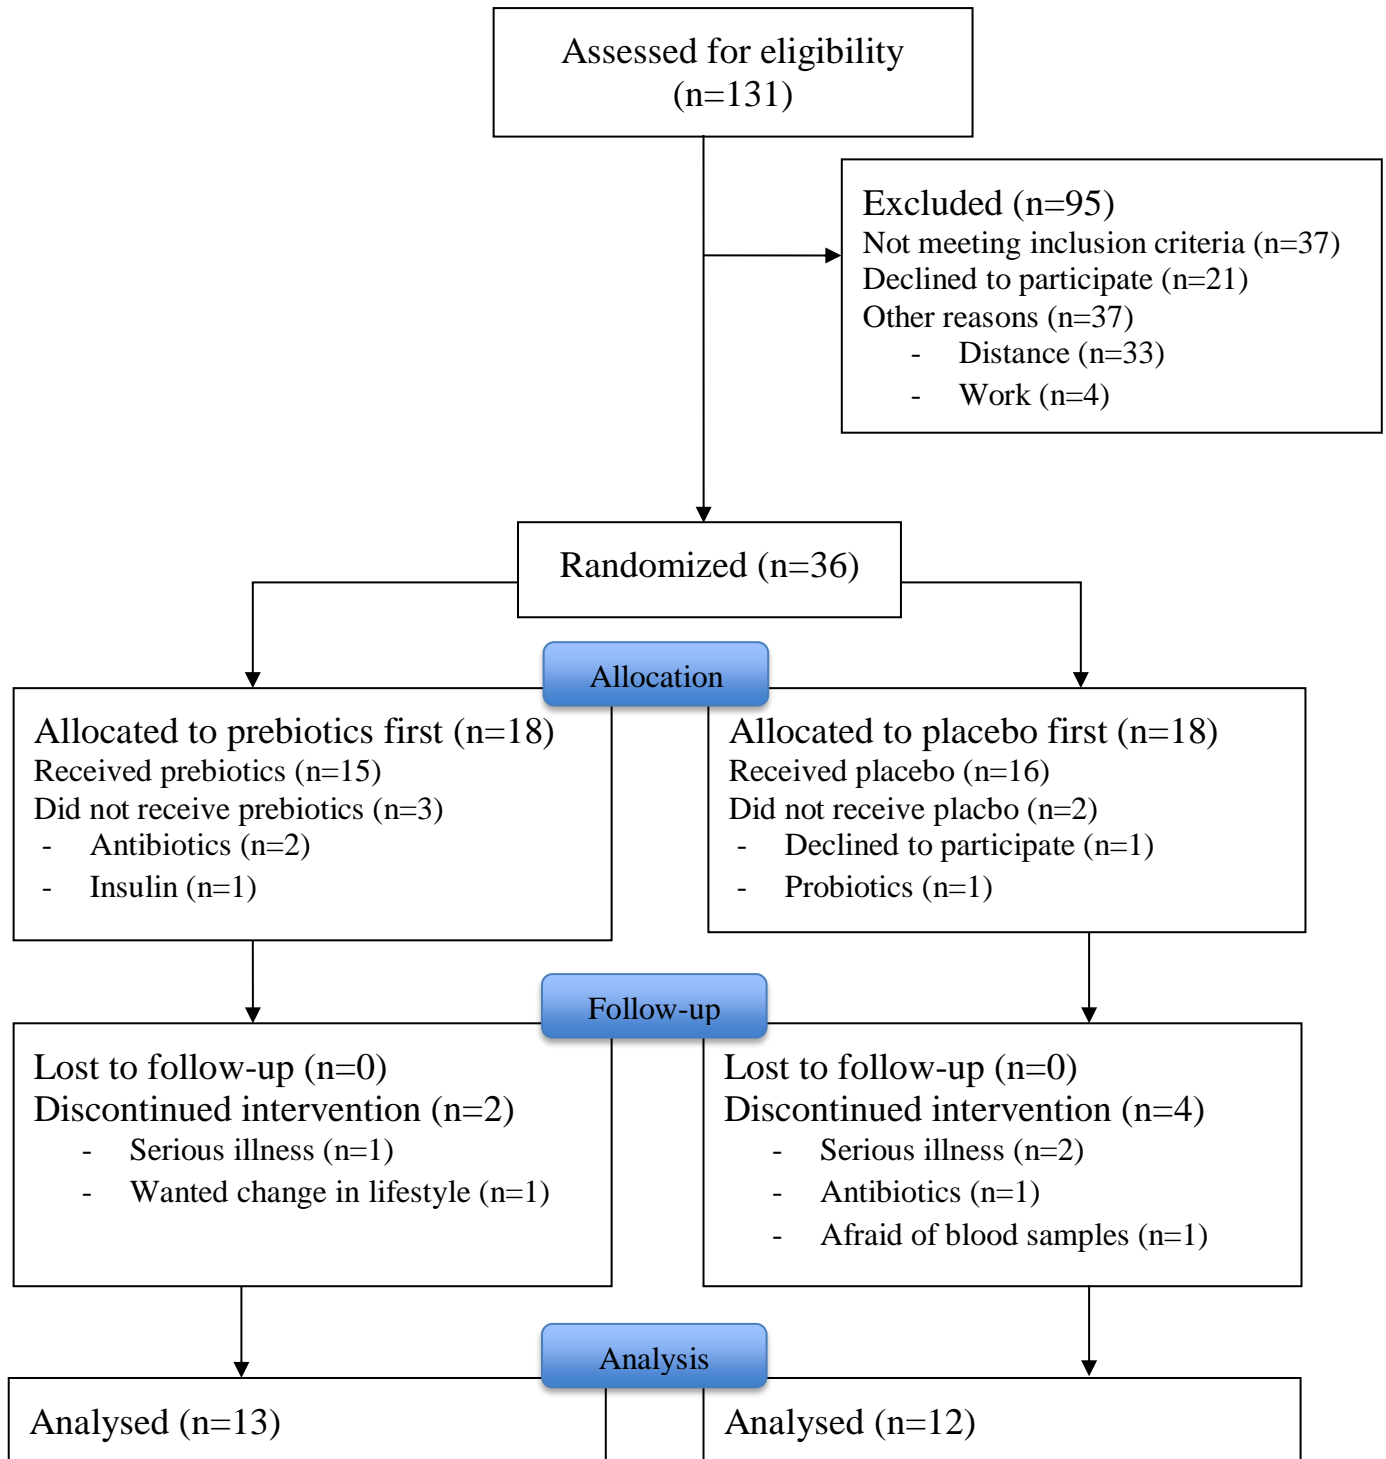 Assessed for eligibility
(n=131)
Excluded (n=95)
Not meeting inclusion criteria (n=37)
Declined to participate (n=21)
Other reasons (n=37)
- Distance (n=33)
- Work (n=4)
Randomized (n=36)
Allocation
Allocated to prebiotics first (n=18)
Received prebiotics (n=15)
Did not receive prebiotics (n=3)
- Antibiotics (n=2)
- Insulin (n=1)
Allocated to placebo first (n=18)
Received placebo (n=16)
Did not receive placbo (n=2)
- Declined to participate (n=1)
- Probiotics (n=1)
Follow-up
Lost to follow-up (n=0)
Discontinued intervention (n=2)
- Serious illness (n=1)
- Wanted change in lifestyle (n=1)
Lost to follow-up (n=0)
Discontinued intervention (n=4)
- Serious illness (n=2)
- Antibiotics (n=1)
- Afraid of blood samples (n=1)
Analysis
Analysed (n=13)
Analysed (n=12)